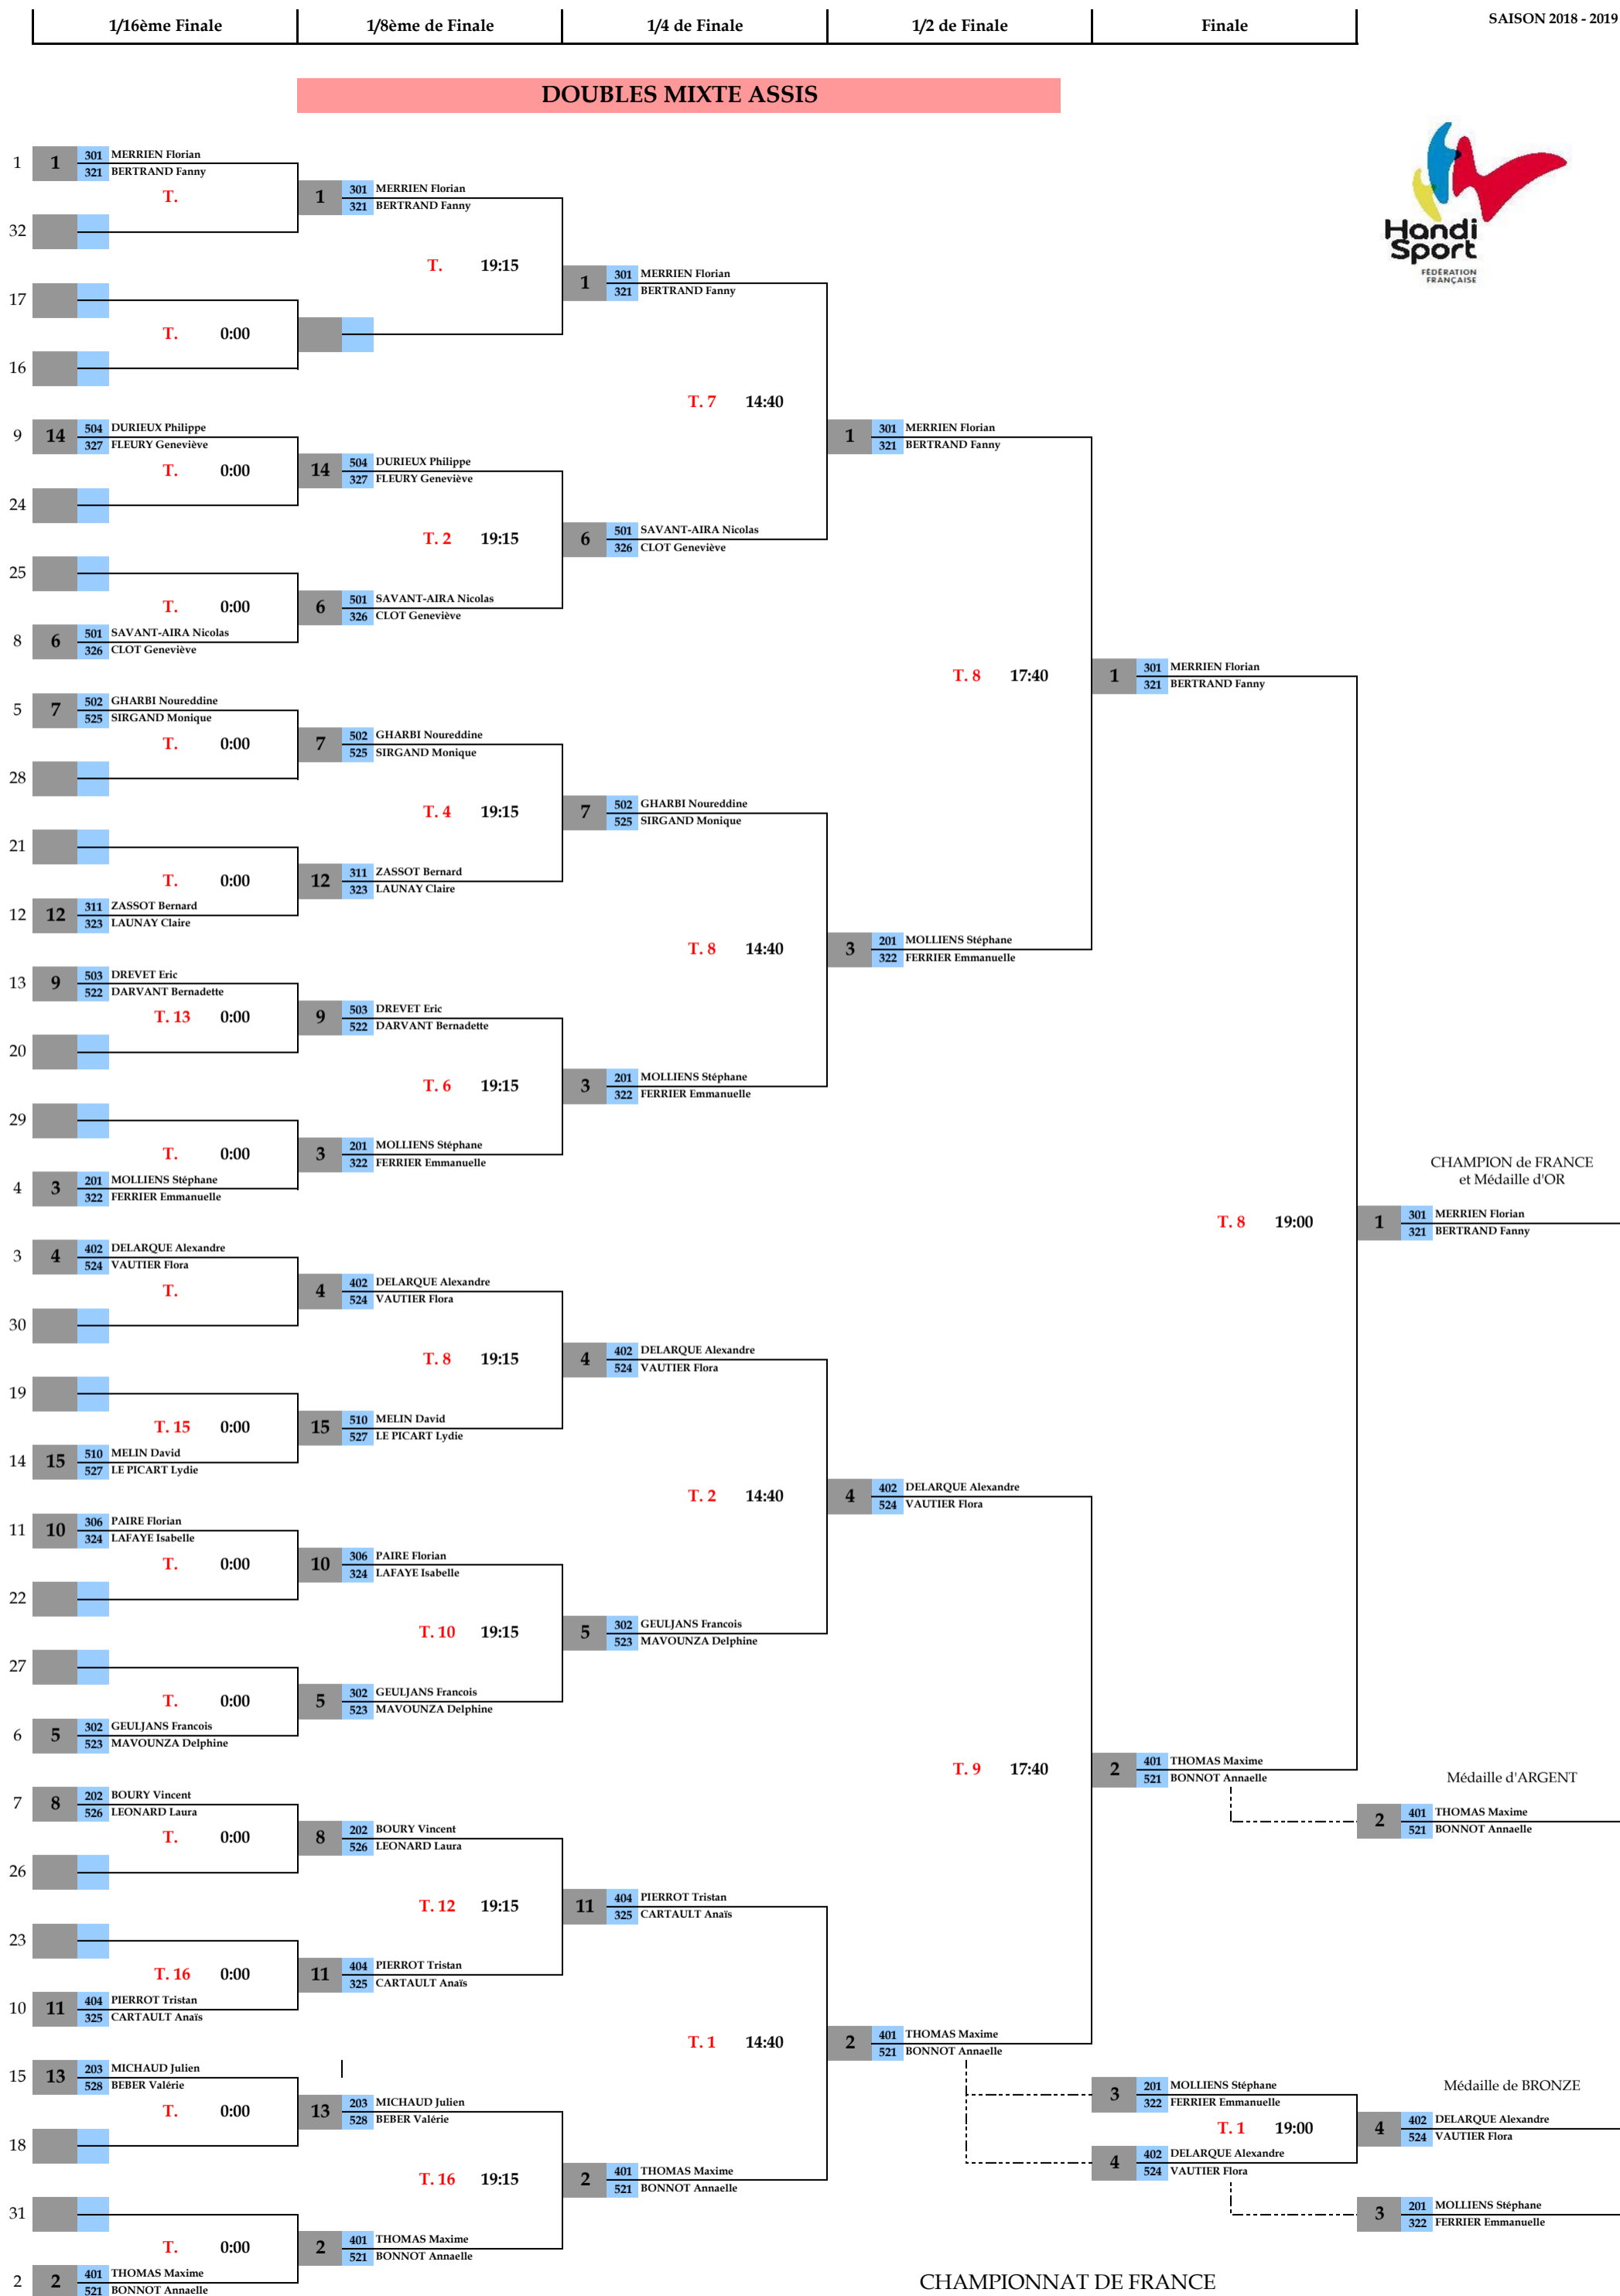 1/16ème Finale 1/8ème de Finale 1/4 de Finale 1/2 de Finale Finale SAISON 2018 - 2019
DOUBLES MIXTE ASSIS
Handi
Sport
FÉDÉRATION
FRANÇAISE
1 1 301 MERRIEN Florian
321 BERTRAND Fanny
T.
32
17
T. 0:00
16
9 14 504 DURIEUX Philippe
327 FLEURY Geneviève
T. 0:00
24
25
T. 0:00
8 6 501 SAVANT-AIRA Nicolas
326 CLOT Geneviève
5 7 502 GHARBI Noureddine
525 SIRGAND Monique
T. 0:00
28
21
T. 0:00
12 12 311 ZASSOT Bernard
323 LAUNAY Claire
13 9 503 DREVET Eric
522 DARVANT Bernadette
T. 13 0:00
20
29
T. 0:00
4 3 201 MOLLIENS Stéphane
322 FERRIER Emmanuelle
3 4 402 DELARQUE Alexandre
524 VAUTIER Flora
T.
30
19
T. 15 0:00
14 15 510 MELIN David
527 LE PICART Lydie
11 10 306 PAIRE Florian
324 LAFAYE Isabelle
T. 0:00
22
27
T. 0:00
6 5 302 GEULJANS Francois
523 MAVOUNZA Delphine
7 8 202 BOURY Vincent
526 LEONARD Laura
T. 0:00
26
23
T. 16 0:00
10 11 404 PIERROT Tristan
325 CARTAULT Anaïs
15 13 203 MICHAUD Julien
528 BEBER Valérie
T. 0:00
18
31
T. 0:00
2 2 401 THOMAS Maxime
521 BONNOT Annaelle
1 301 MERRIEN Florian
321 BERTRAND Fanny
T. 19:15
14 504 DURIEUX Philippe
327 FLEURY Geneviève
T. 2 19:15
6 501 SAVANT-AIRA Nicolas
326 CLOT Geneviève
7 502 GHARBI Noureddine
525 SIRGAND Monique
T. 4 19:15
12 311 ZASSOT Bernard
323 LAUNAY Claire
9 503 DREVET Eric
522 DARVANT Bernadette
T. 6 19:15
3 201 MOLLIENS Stéphane
322 FERRIER Emmanuelle
4 402 DELARQUE Alexandre
524 VAUTIER Flora
T. 8 19:15
15 510 MELIN David
527 LE PICART Lydie
10 306 PAIRE Florian
324 LAFAYE Isabelle
T. 10 19:15
5 302 GEULJANS Francois
523 MAVOUNZA Delphine
8 202 BOURY Vincent
526 LEONARD Laura
T. 12 19:15
11 404 PIERROT Tristan
325 CARTAULT Anaïs
13 203 MICHAUD Julien
528 BEBER Valérie
T. 16 19:15
2 401 THOMAS Maxime
521 BONNOT Annaelle
1 301 MERRIEN Florian
321 BERTRAND Fanny
T. 7 14:40
6 501 SAVANT-AIRA Nicolas
326 CLOT Geneviève
7 502 GHARBI Noureddine
525 SIRGAND Monique
T. 8 14:40
3 201 MOLLIENS Stéphane
322 FERRIER Emmanuelle
4 402 DELARQUE Alexandre
524 VAUTIER Flora
T. 2 14:40
5 302 GEULJANS Francois
523 MAVOUNZA Delphine
11 404 PIERROT Tristan
325 CARTAULT Anaïs
T. 1 14:40
2 401 THOMAS Maxime
521 BONNOT Annaelle
1 301 MERRIEN Florian
321 BERTRAND Fanny
T. 8 17:40
3 201 MOLLIENS Stéphane
322 FERRIER Emmanuelle
4 402 DELARQUE Alexandre
524 VAUTIER Flora
T. 9 17:40
2 401 THOMAS Maxime
521 BONNOT Annaelle
1 301 MERRIEN Florian
321 BERTRAND Fanny
T. 8 19:00
2 401 THOMAS Maxime
521 BONNOT Annaelle
3 201 MOLLIENS Stéphane
322 FERRIER Emmanuelle
T. 1 19:00
4 402 DELARQUE Alexandre
524 VAUTIER Flora
CHAMPION de FRANCE
et Médaille d'OR
1 301 MERRIEN Florian
321 BERTRAND Fanny
Médaille d'ARGENT
2 401 THOMAS Maxime
521 BONNOT Annaelle
Médaille de BRONZE
4 402 DELARQUE Alexandre
524 VAUTIER Flora
3 201 MOLLIENS Stéphane
322 FERRIER Emmanuelle
CHAMPIONNAT DE FRANCE